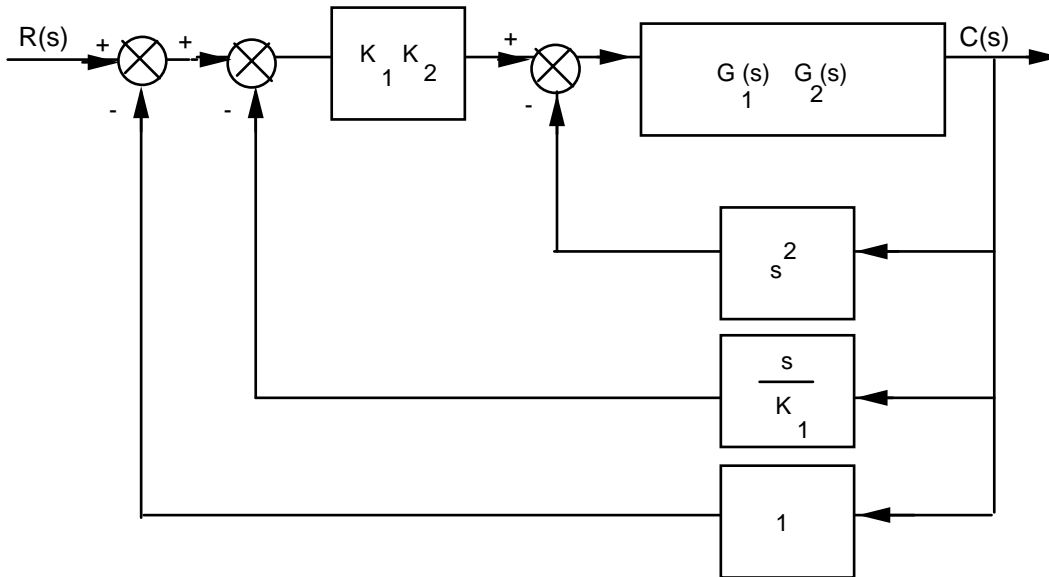 R(s)
+
+
K1 K2
+
G1(s) G2(s)
C(s)
-
-
-
s2
s
K1
1